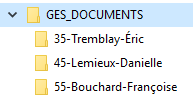 GES_DOCUMENTS
35-Tremblay-Éric
45-Lemieux-Danielle
55-Bouchard-Françoise